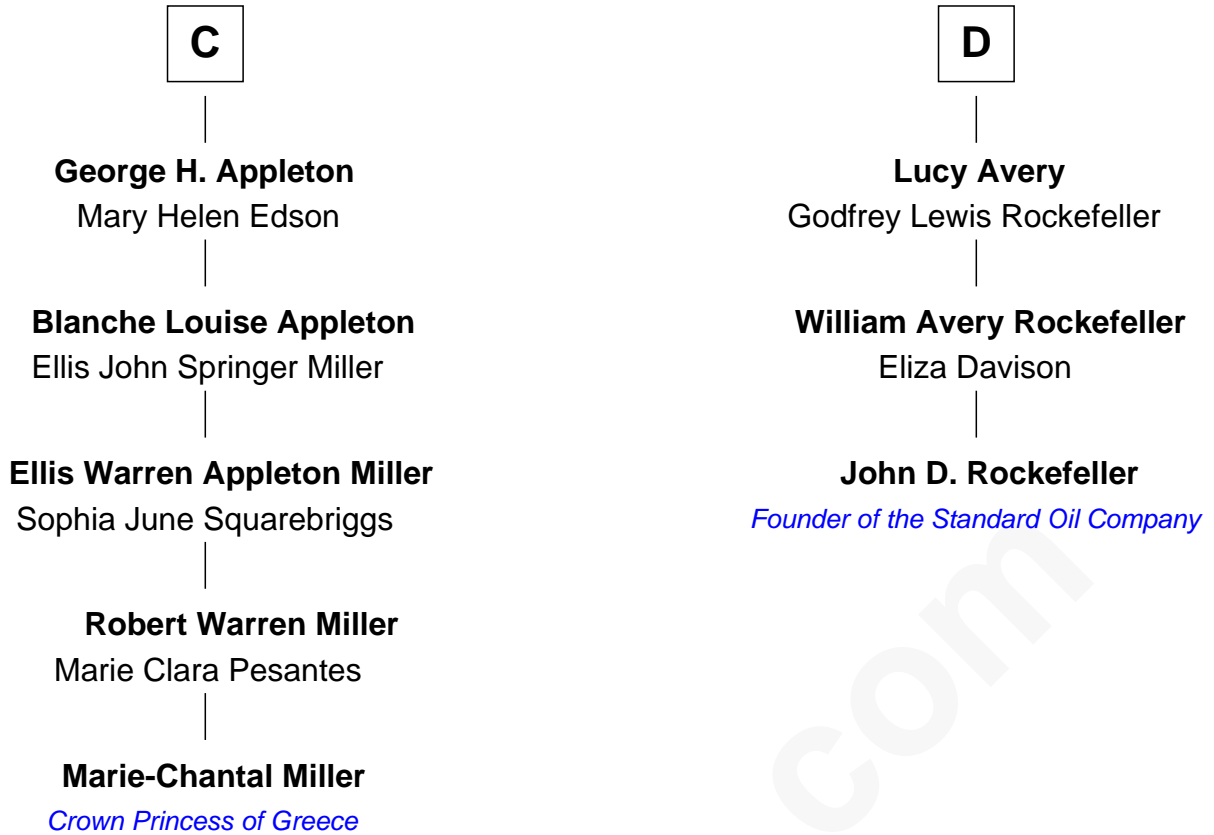 C
George H. Appleton
Mary Helen Edson
Blanche Louise Appleton
Ellis John Springer Miller
Ellis Warren Appleton Miller
Sophia June Squarebriggs
Robert Warren Miller
Marie Clara Pesantes
Marie-Chantal Miller
Crown Princess of Greece
D
Lucy Avery
Godfrey Lewis Rockefeller
William Avery Rockefeller
Eliza Davison
John D. Rockefeller
Founder of the Standard Oil Company
com